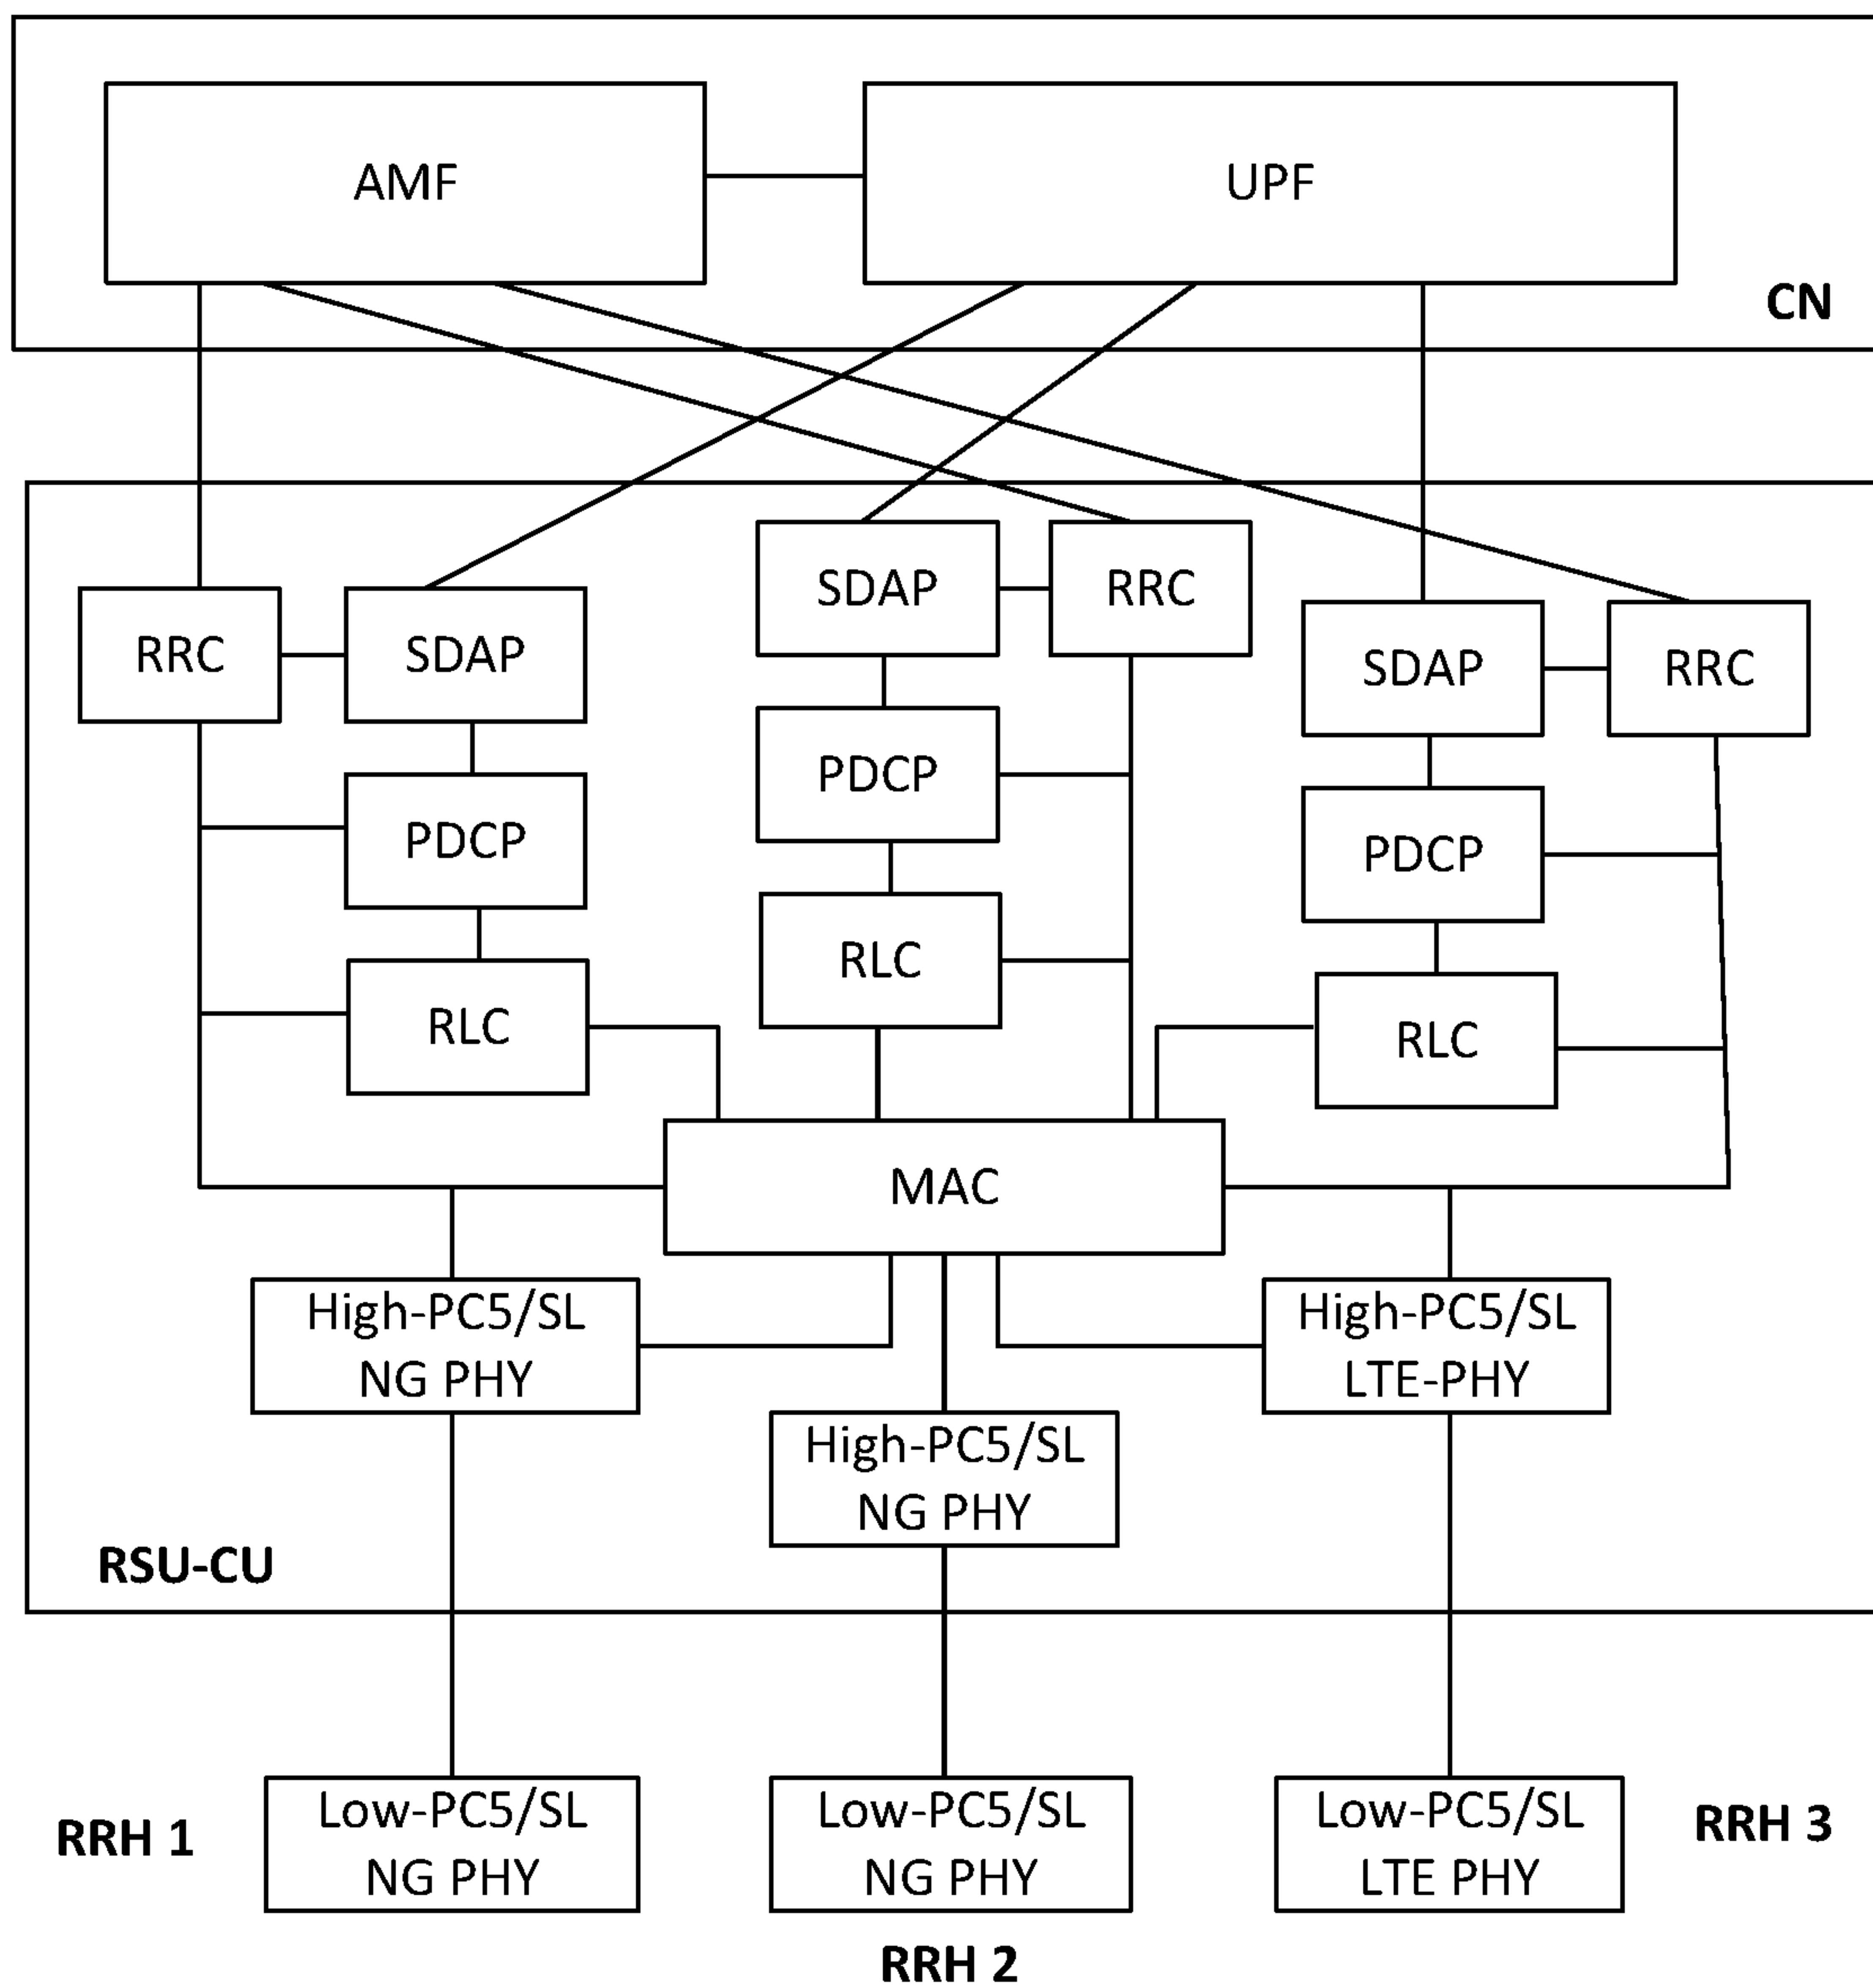 AMF
UPF
CN
SDAP
RRC
RRC
SDAP
SDAP
RRC
PDCP
PDCP
PDCP
RLC
RLC
RLC
MAC
High-PC5/SL
NG PHY
High-PC5/SL
LTE-PHY
High-PC5/SL
NG PHY
RSU-CU
RRH 1
Low-PC5/SL
NG PHY
Low-PC5/SL
NG PHY
Low-PC5/SL
LTE PHY
RRH 3
RRH 2